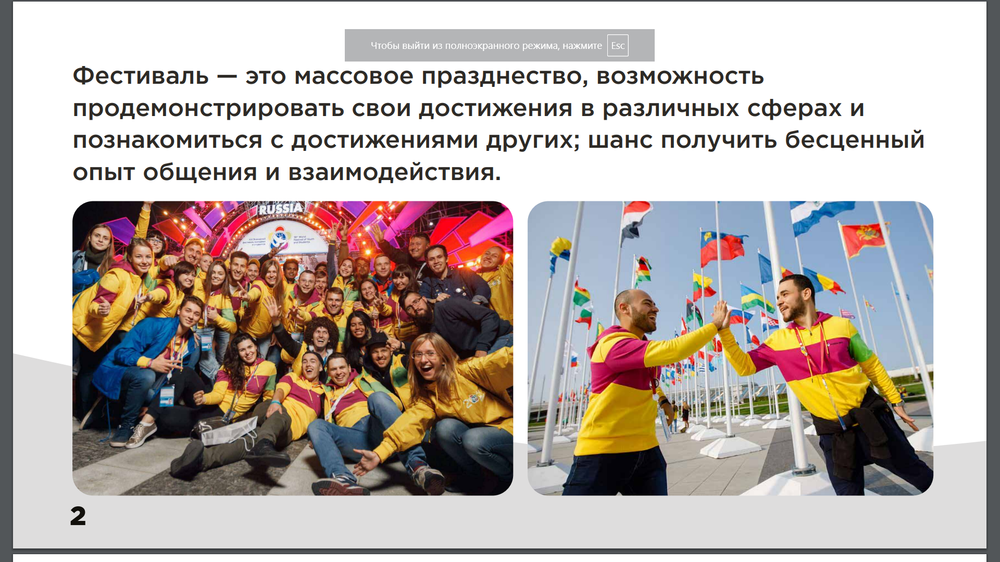 Чтобы выйти из полноэкранного режима, нажмите Esc
Фестиваль — это массовое празднество, возможность
продемонстрировать свои достижения в различных сферах и
познакомиться с достижениями других; шанс получить бесценный
опыт общения и взаимодействия.
RUSSIA
XIX Всемирный
фестиваль молодёжи
и студентов
19th World
Festival of Youth
and Students
2